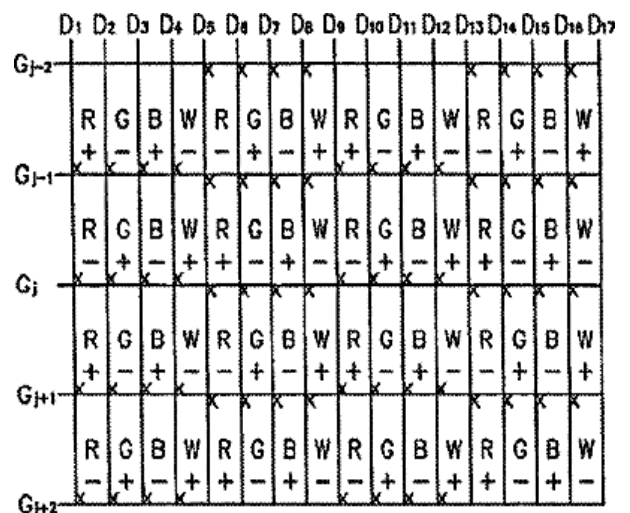 D1 D2 D3 D4 D5 D6 D7 D8 D9 D10 D11 D12 D13 D14 D15 D16 D17
Gj-2
R G B W R G B W R G B W R G B W
+ − + − − + − + + − + − − + − +
Gj-1
R G B W R G B W R G B W R G B W
− + − + + − + − − + − + + − + −
Gj
R G B W R G B W R G B W R G B W
+ − + − − + − + + − + − − + − +
Gj+1
R G B W R G B W R G B W R G B W
− + − + + − + − − + − + + − + −
Gj+2